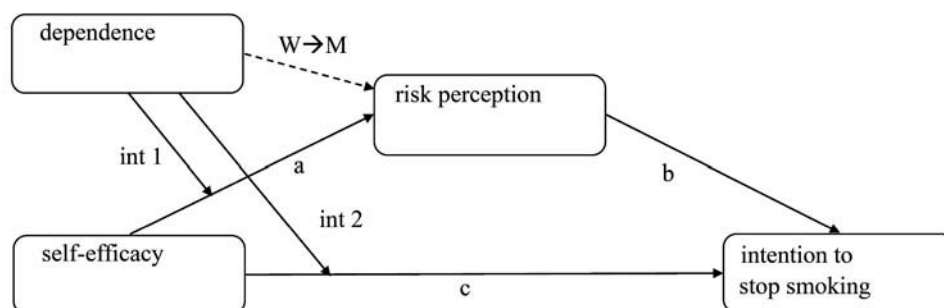 dependence
W→M
risk perception
int 1
a
b
int 2
self-efficacy
c
intention to
stop smoking